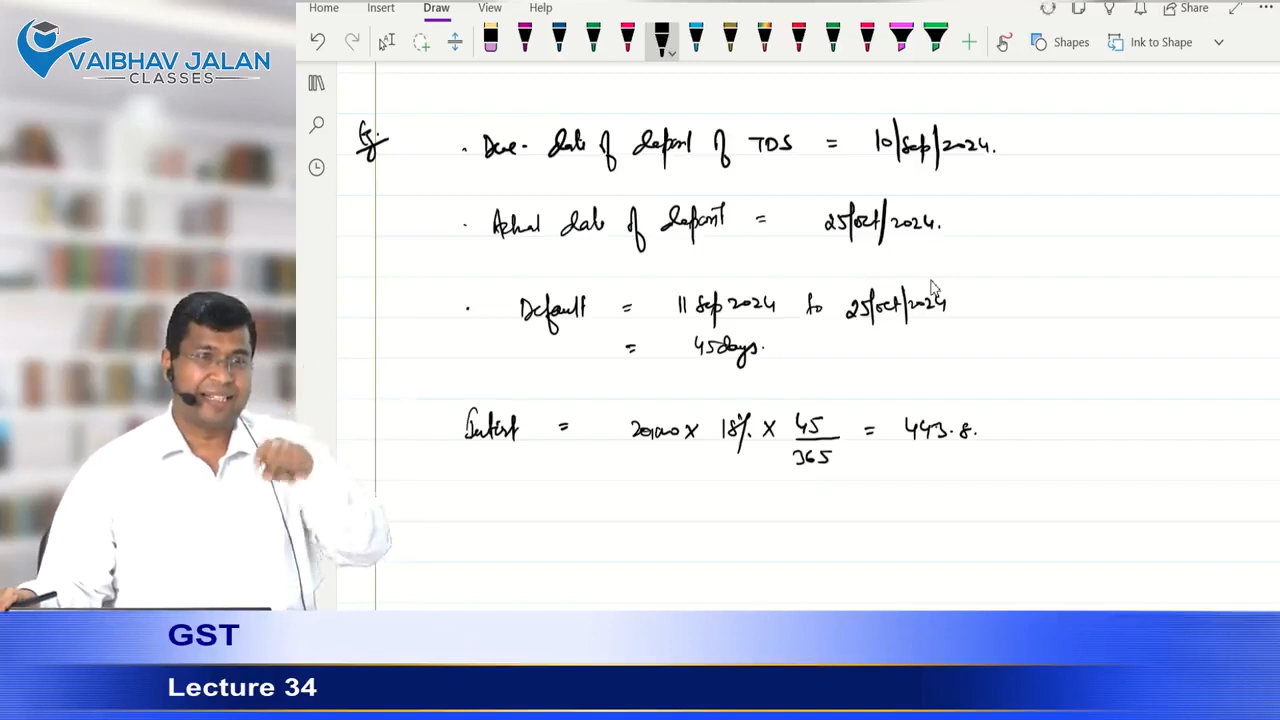 Home Insert Draw View Help Share
VAIBHAV JALAN
CLASSES
Shapes Ink to Shape
Eg.
. Due- date of deposit of TDS = 10/Sep/2024.
. Actual date of deposit = 25/Oct/2024.
. Default = 11 Sep 2024 to 25/Oct/2024
= 45 days.
Interest = 20,000 x 18% x 45/365 = 443.8.
GST
Lecture 34